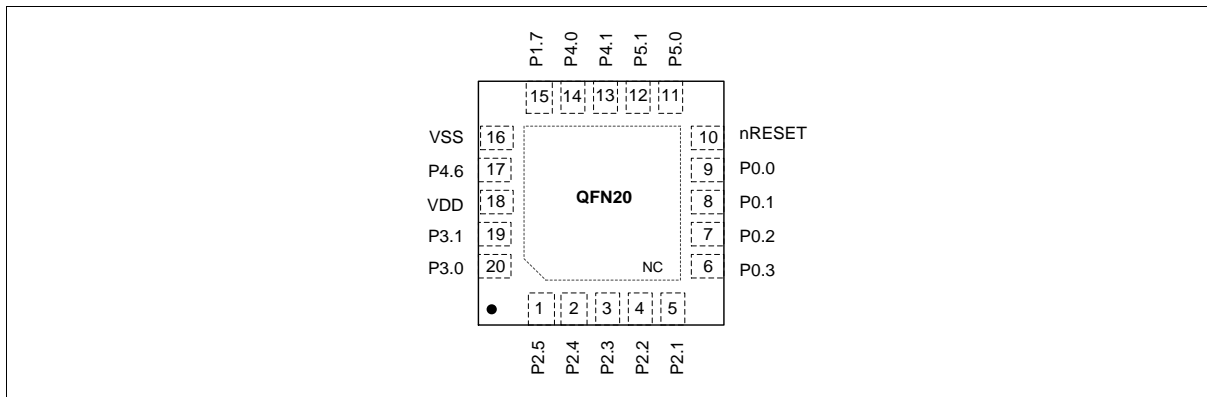 P1.7 P4.0 P4.1 P5.1 P5.0
15 14 13 12 11
VSS 16 10 nRESET
P4.6 17 9 P0.0
VDD 18 QFN20 8 P0.1
P3.1 19 7 P0.2
P3.0 20 NC 6 P0.3
1 2 3 4 5
P2.5 P2.4 P2.3 P2.2 P2.1